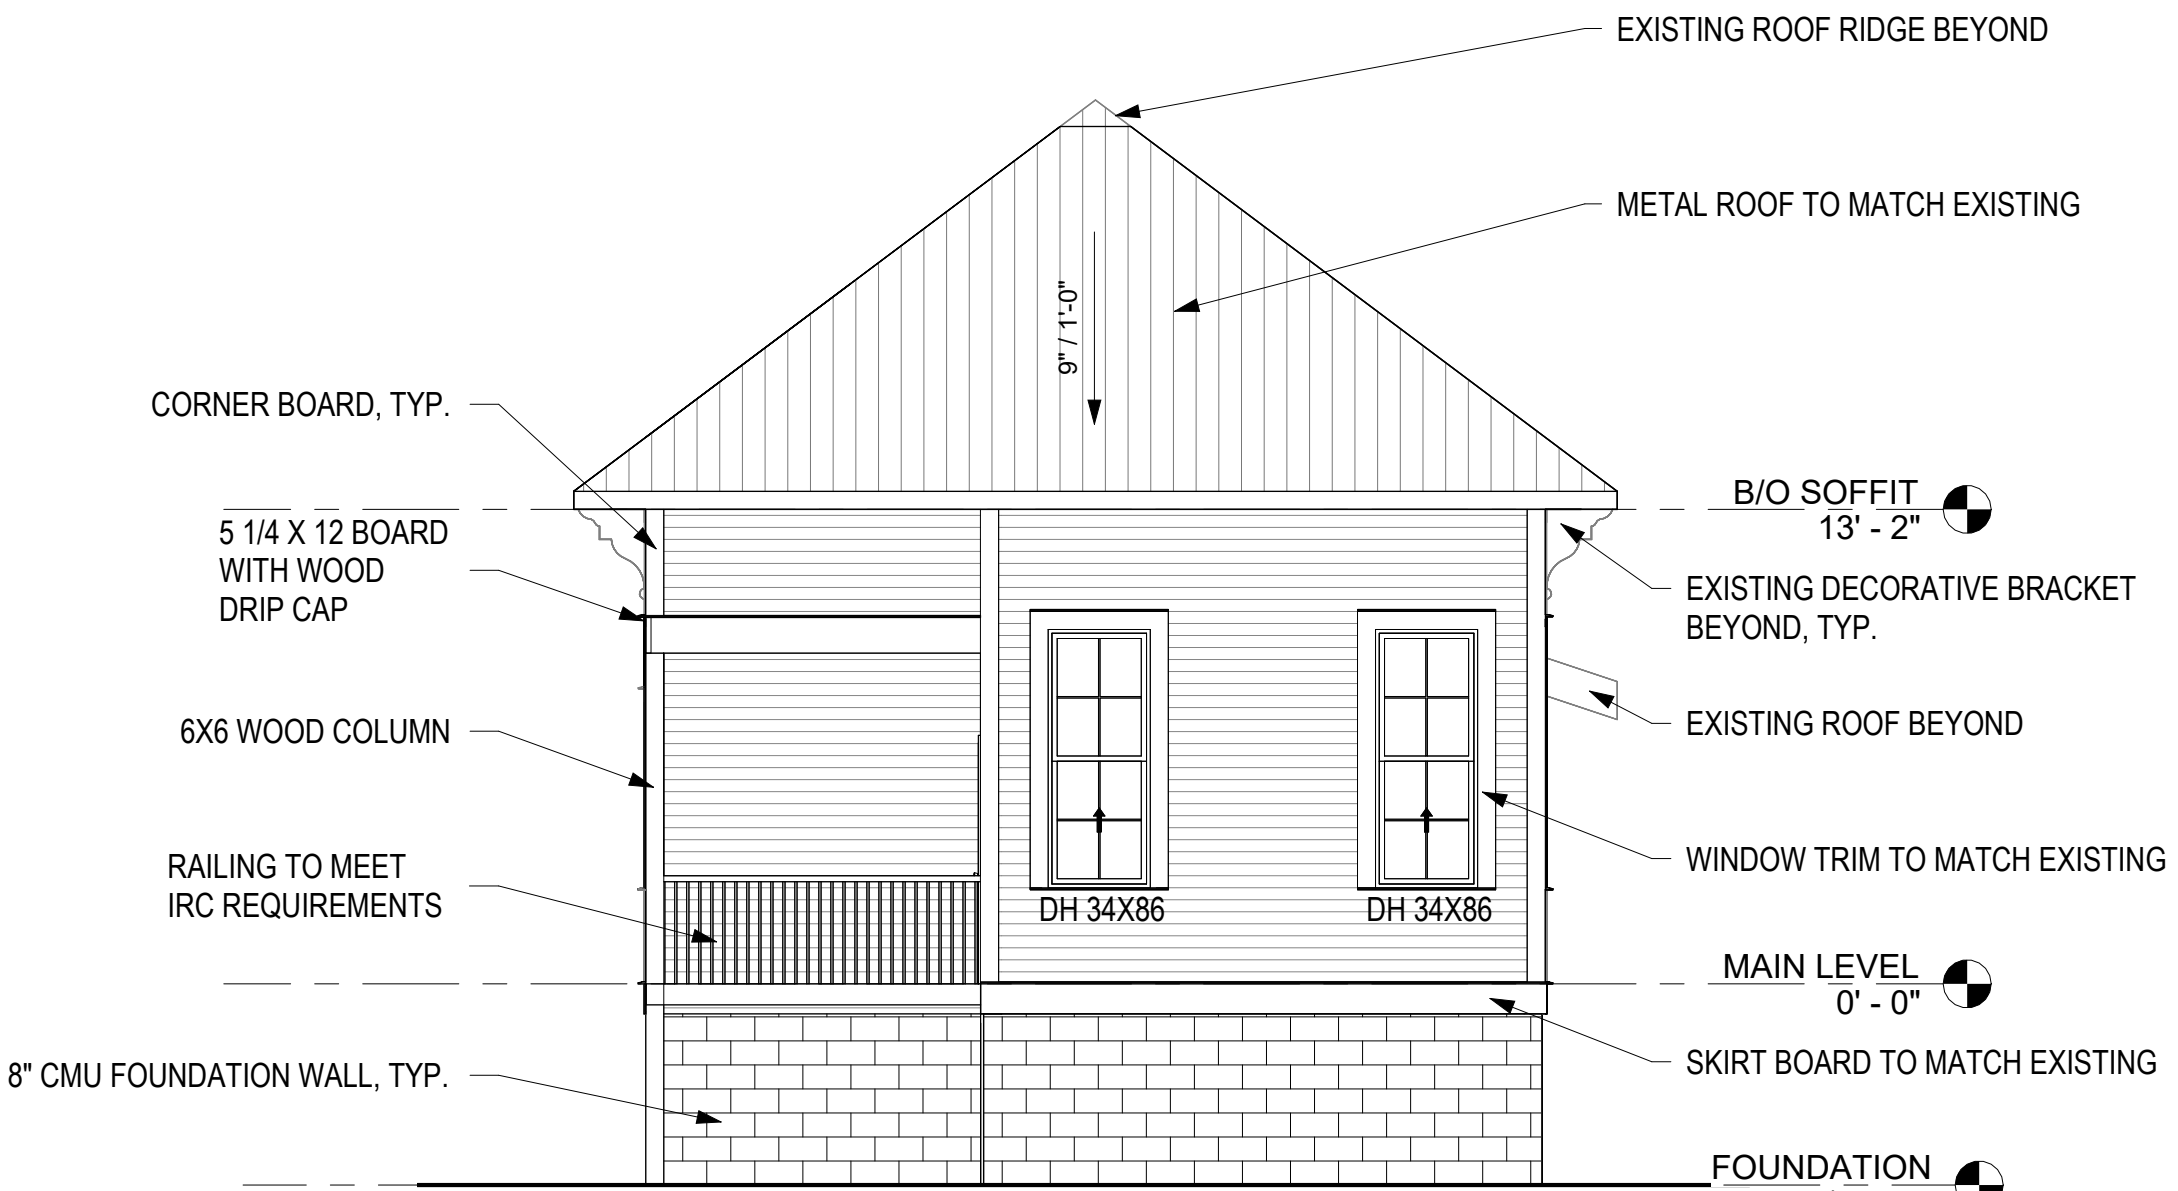 EXISTING ROOF RIDGE BEYOND
METAL ROOF TO MATCH EXISTING
9" / 1'-0"
CORNER BOARD, TYP.
B/O SOFFIT
13' - 2"
5 1/4 X 12 BOARD
WITH WOOD
DRIP CAP
EXISTING DECORATIVE BRACKET
BEYOND, TYP.
6X6 WOOD COLUMN
EXISTING ROOF BEYOND
RAILING TO MEET
IRC REQUIREMENTS
WINDOW TRIM TO MATCH EXISTING
DH 34X86
DH 34X86
MAIN LEVEL
0' - 0"
8" CMU FOUNDATION WALL, TYP.
SKIRT BOARD TO MATCH EXISTING
FOUNDATION